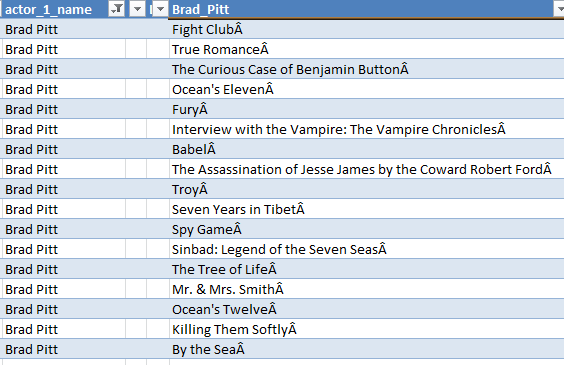 actor_1_name Brad_Pitt
Brad Pitt Fight ClubÂ
Brad Pitt True RomanceÂ
Brad Pitt The Curious Case of Benjamin ButtonÂ
Brad Pitt Ocean's ElevenÂ
Brad Pitt FuryÂ
Brad Pitt Interview with the Vampire: The Vampire ChroniclesÂ
Brad Pitt BabelÂ
Brad Pitt The Assassination of Jesse James by the Coward Robert FordÂ
Brad Pitt TroyÂ
Brad Pitt Seven Years in TibetÂ
Brad Pitt Spy GameÂ
Brad Pitt Sinbad: Legend of the Seven SeasÂ
Brad Pitt The Tree of LifeÂ
Brad Pitt Mr. & Mrs. SmithÂ
Brad Pitt Ocean's TwelveÂ
Brad Pitt Killing Them SoftlyÂ
Brad Pitt By the SeaÂ